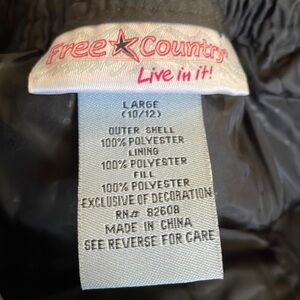 Free Country
Live in it!
LARGE
(10/12)
OUTER SHELL
100% POLYESTER
LINING
100% POLYESTER
FILL
100% POLYESTER
EXCLUSIVE OF DECORATION
RN# 82608
MADE IN CHINA
SEE REVERSE FOR CARE